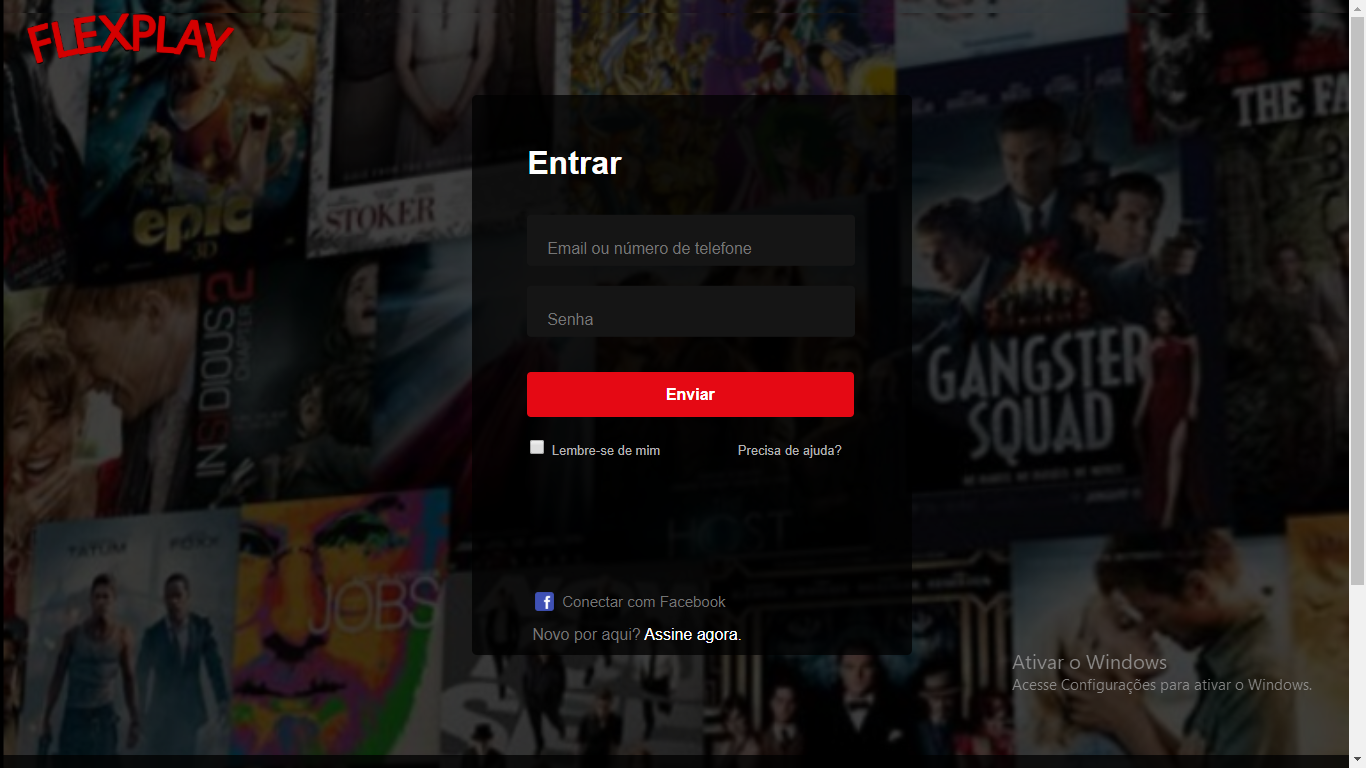 FLEXPLAY
THE FA
epic
3D
STOKER
Entrar
Email ou número de telefone
Senha
INSIDIOUS
CHAPTER 2
GANGSTER
SQUAD
Enviar
Lembre-se de mim
Precisa de ajuda?
HOST
TATUM
FOXX
JOBS
Conectar com Facebook
Novo por aqui? Assine agora.
Ativar o Windows
Acesse Configurações para ativar o Windows.